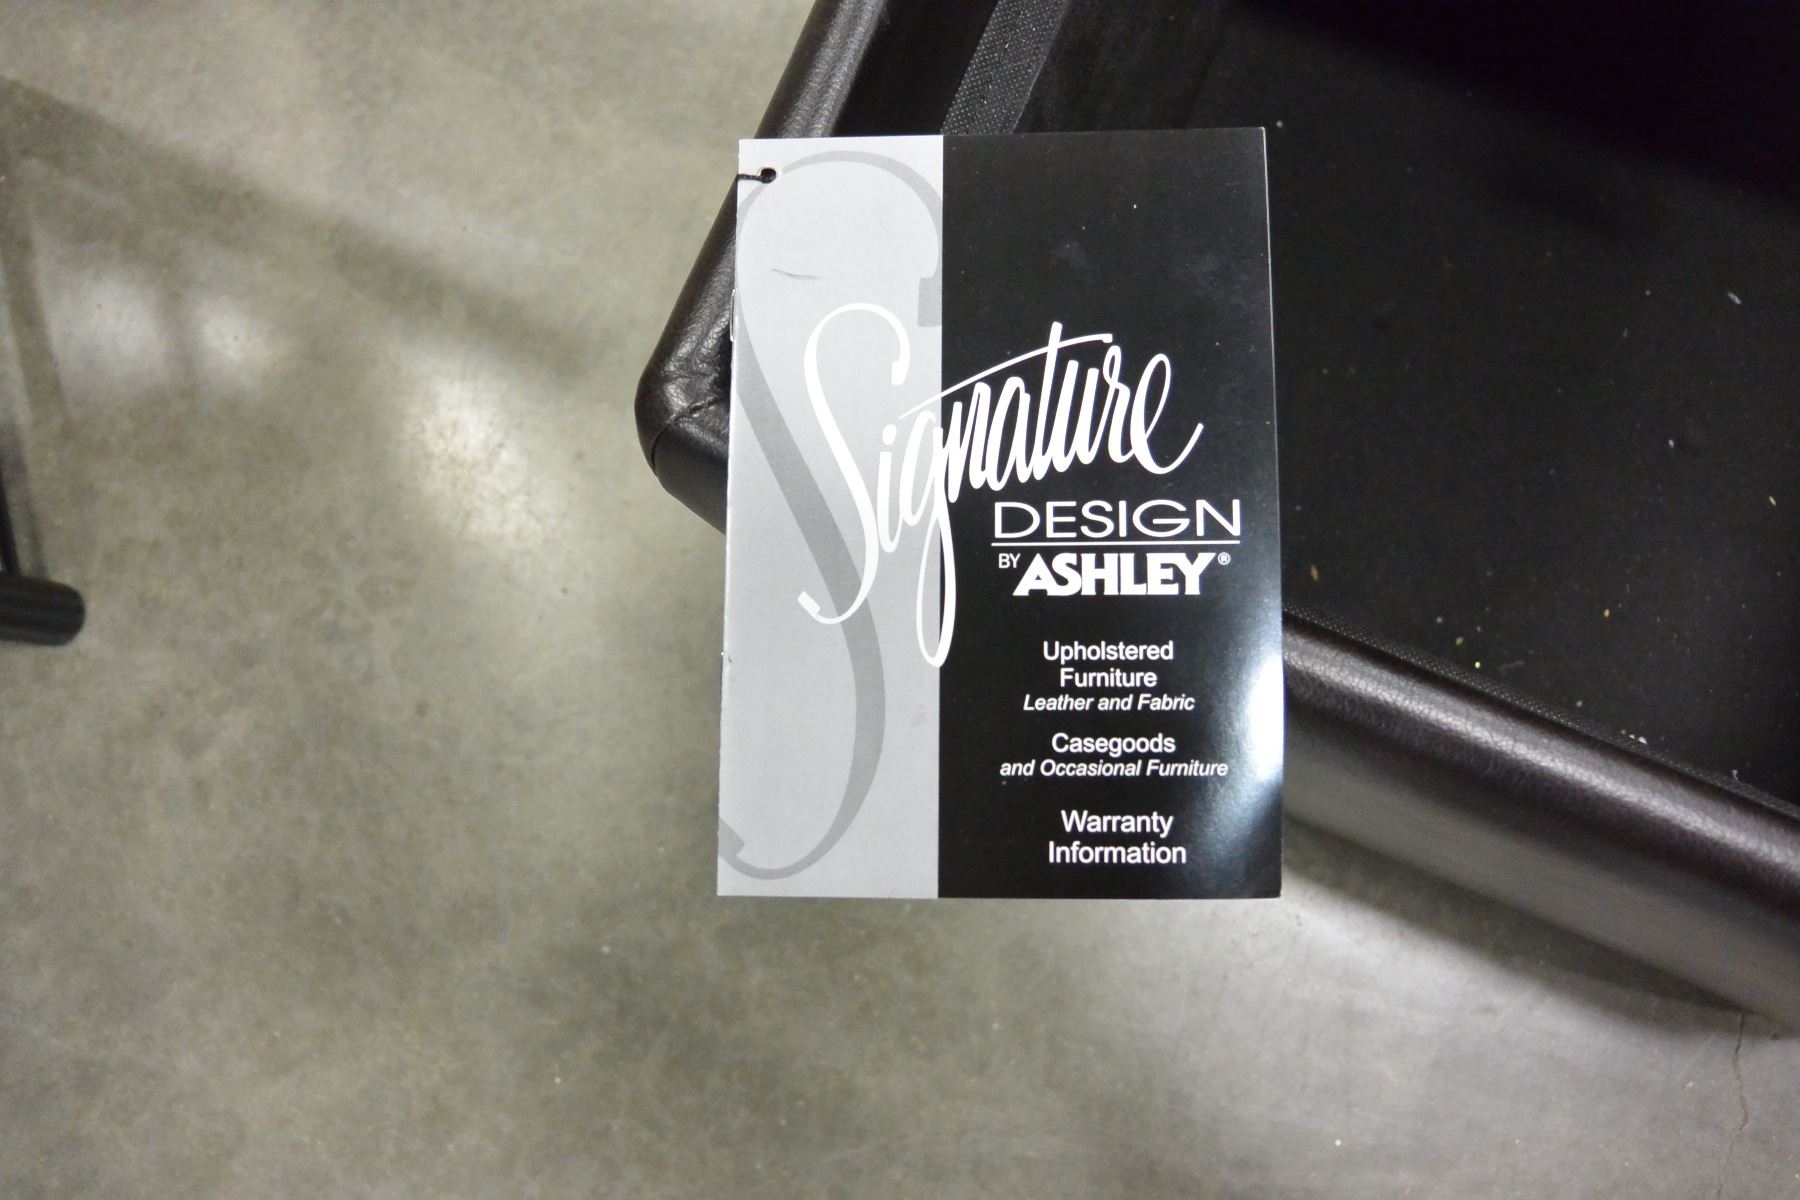 Signature
DESIGN
BY ASHLEY®
Upholstered
Furniture
Leather and Fabric
Casegoods
and Occasional Furniture
Warranty
Information